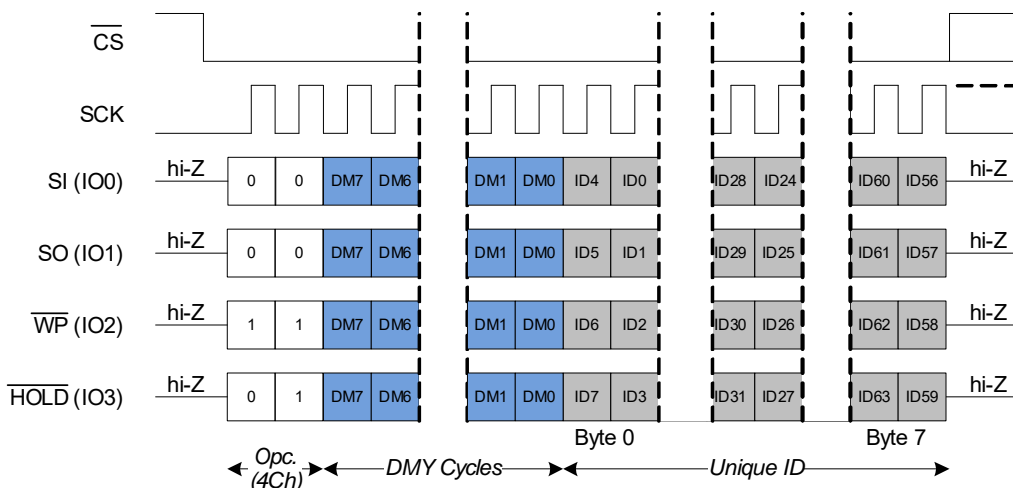 CS
SCK
SI (IO0) hi-Z 0 0 DM7 DM6 DM1 DM0 ID4 ID0 ID28 ID24 ID60 ID56 hi-Z
SO (IO1) hi-Z 0 0 DM7 DM6 DM1 DM0 ID5 ID1 ID29 ID25 ID61 ID57 hi-Z
WP (IO2) hi-Z 1 1 DM7 DM6 DM1 DM0 ID6 ID2 ID30 ID26 ID62 ID58 hi-Z
HOLD (IO3) hi-Z 0 1 DM7 DM6 DM1 DM0 ID7 ID3 ID31 ID27 ID63 ID59 hi-Z
Byte 0 Byte 7
Opc. DMY Cycles Unique ID
(4Ch)